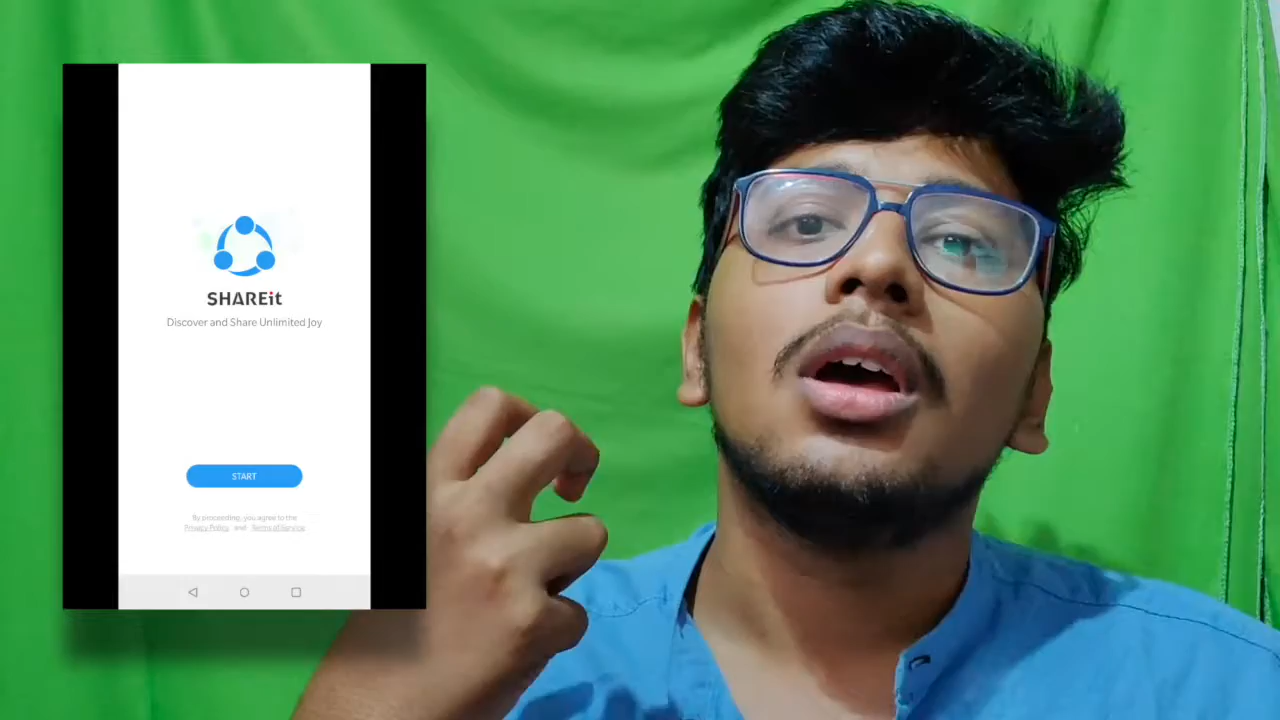 SHAREit
Discover and Share Unlimited Joy
START
By proceeding, you agree to the
Privacy Policy and Terms of Service